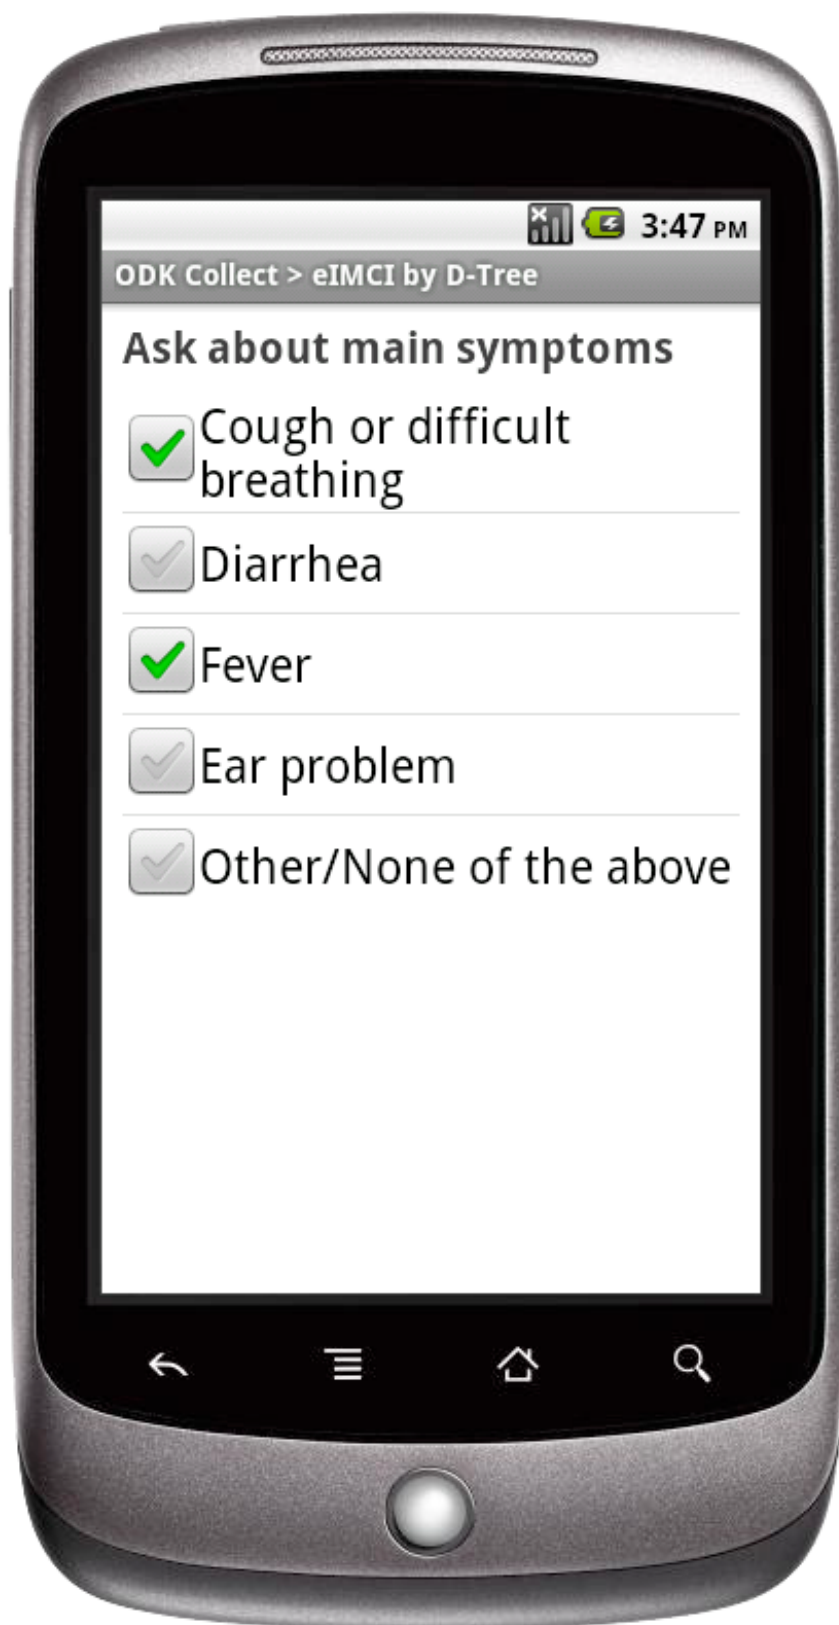 3:47 PM
ODK Collect > eIMCI by D-Tree
Ask about main symptoms
Cough or difficult
breathing
Diarrhea
Fever
Ear problem
Other/None of the above